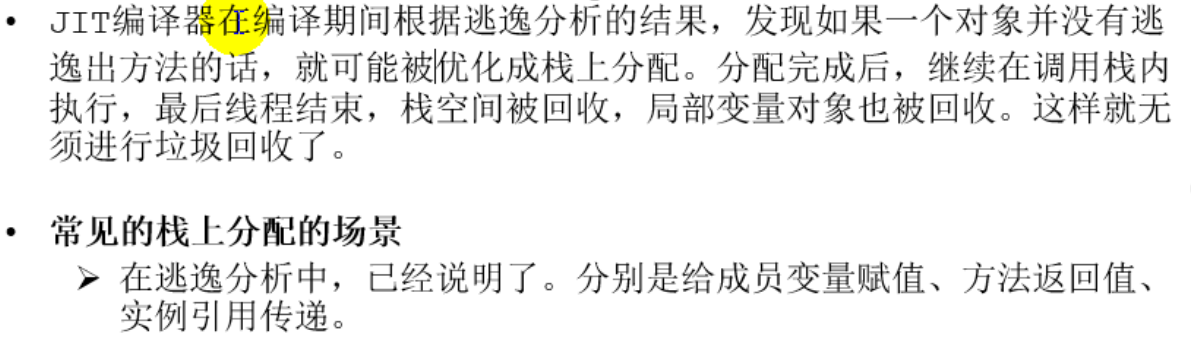 • JIT编译器在编译期间根据逃逸分析的结果，发现如果一个对象并没有逃
逸出方法的话，就可能被优化成栈上分配。分配完成后，继续在调用栈内
执行，最后线程结束，栈空间被回收，局部变量对象也被回收。这样就无
须进行垃圾回收了。
• 常见的栈上分配的场景
➢ 在逃逸分析中，已经说明了。分别是给成员变量赋值、方法返回值、
实例引用传递。